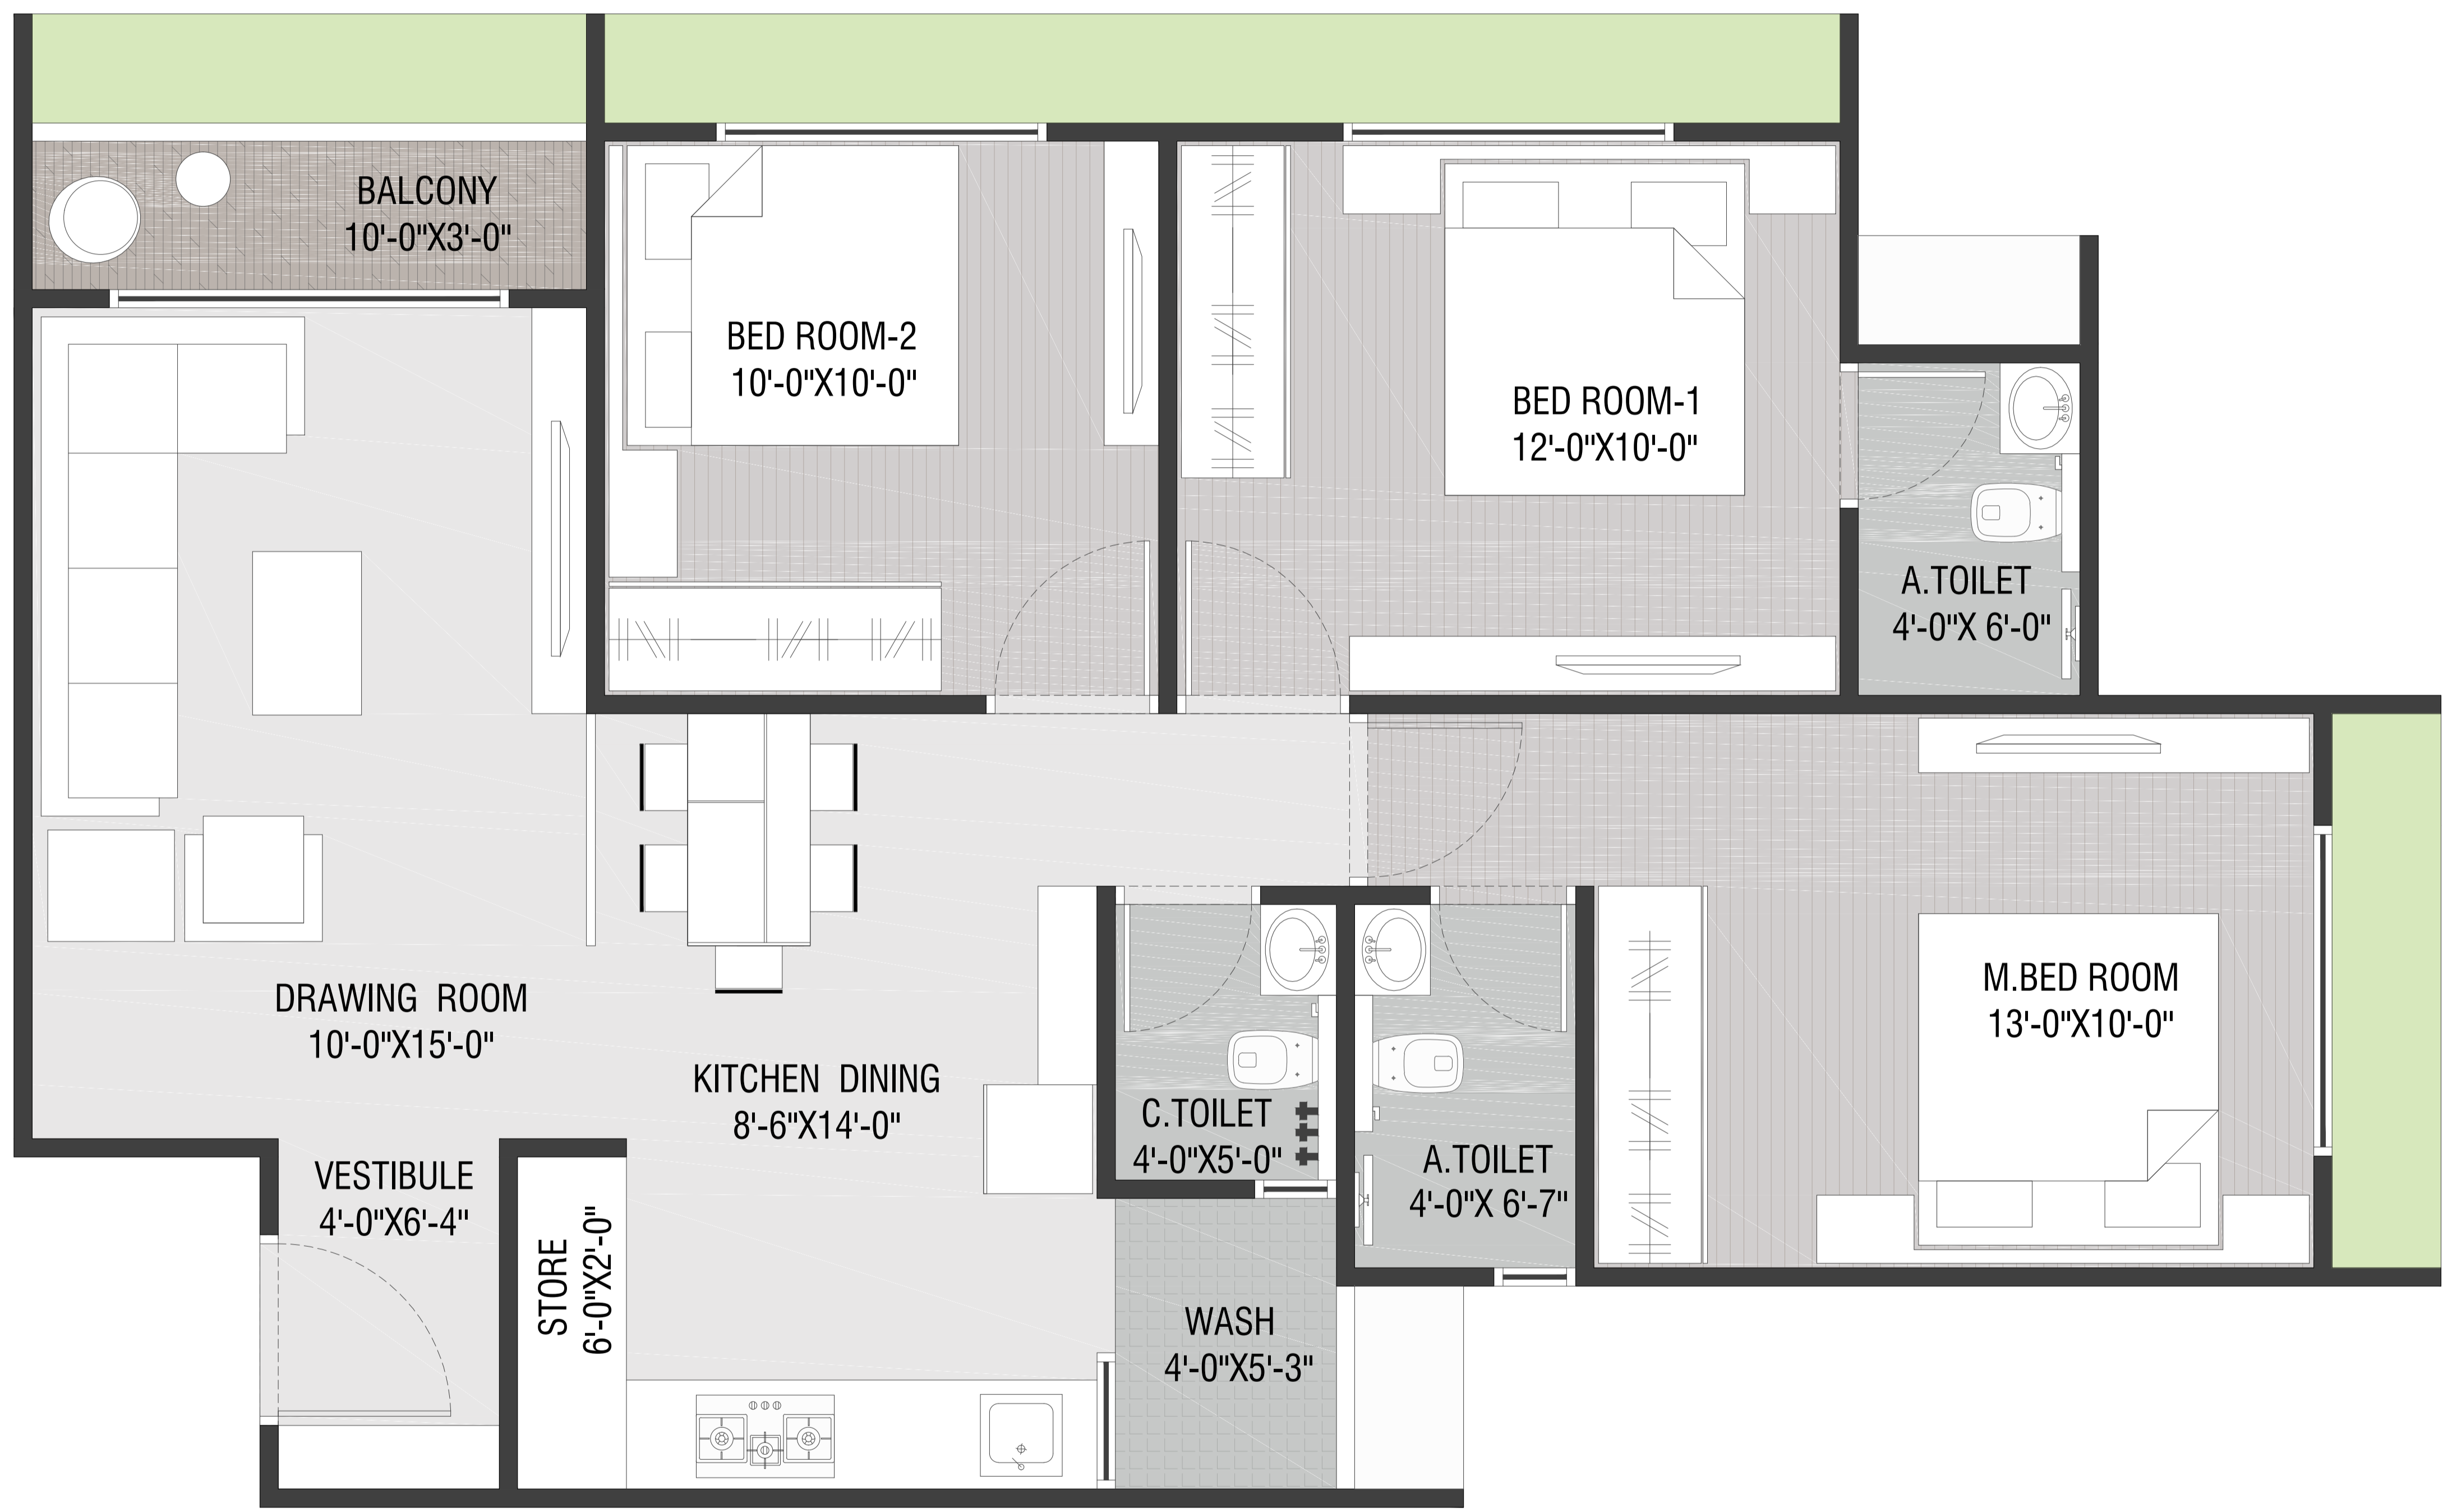 BALCONY
10'-0"X3'-0"
BED ROOM-2
10'-0"X10'-0"
BED ROOM-1
12'-0"X10'-0"
A.TOILET
4'-0"X 6'-0"
DRAWING ROOM
10'-0"X15'-0"
KITCHEN DINING
8'-6"X14'-0"
M.BED ROOM
13'-0"X10'-0"
C.TOILET
4'-0"X5'-0"
A.TOILET
4'-0"X 6'-7"
VESTIBULE
4'-0"X6'-4"
STORE
6'-0"X2'-0"
WASH
4'-0"X5'-3"